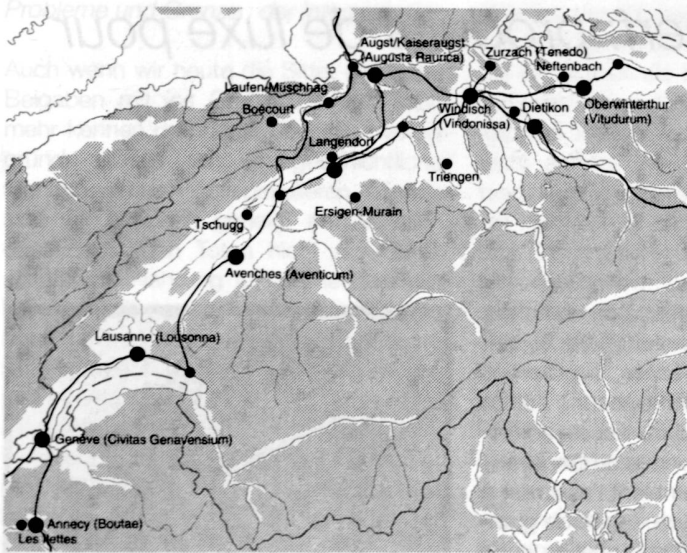 Augst/Kaiseraugst
(Augusta Raurica)
Zurzach (Tenedo)
Neftenbach
Laufen-Müschhag
Boécourt
Windisch
(Vindonissa)
Dietikon
Oberwinterthur
(Vitudurum)
Langendorf
Triengen
Ersigen-Murain
Tschugg
Avenches (Aventicum)
Lausanne (Lousonna)
Genève (Civitas Genavensium)
Annecy (Boutae)
Les Ilettes